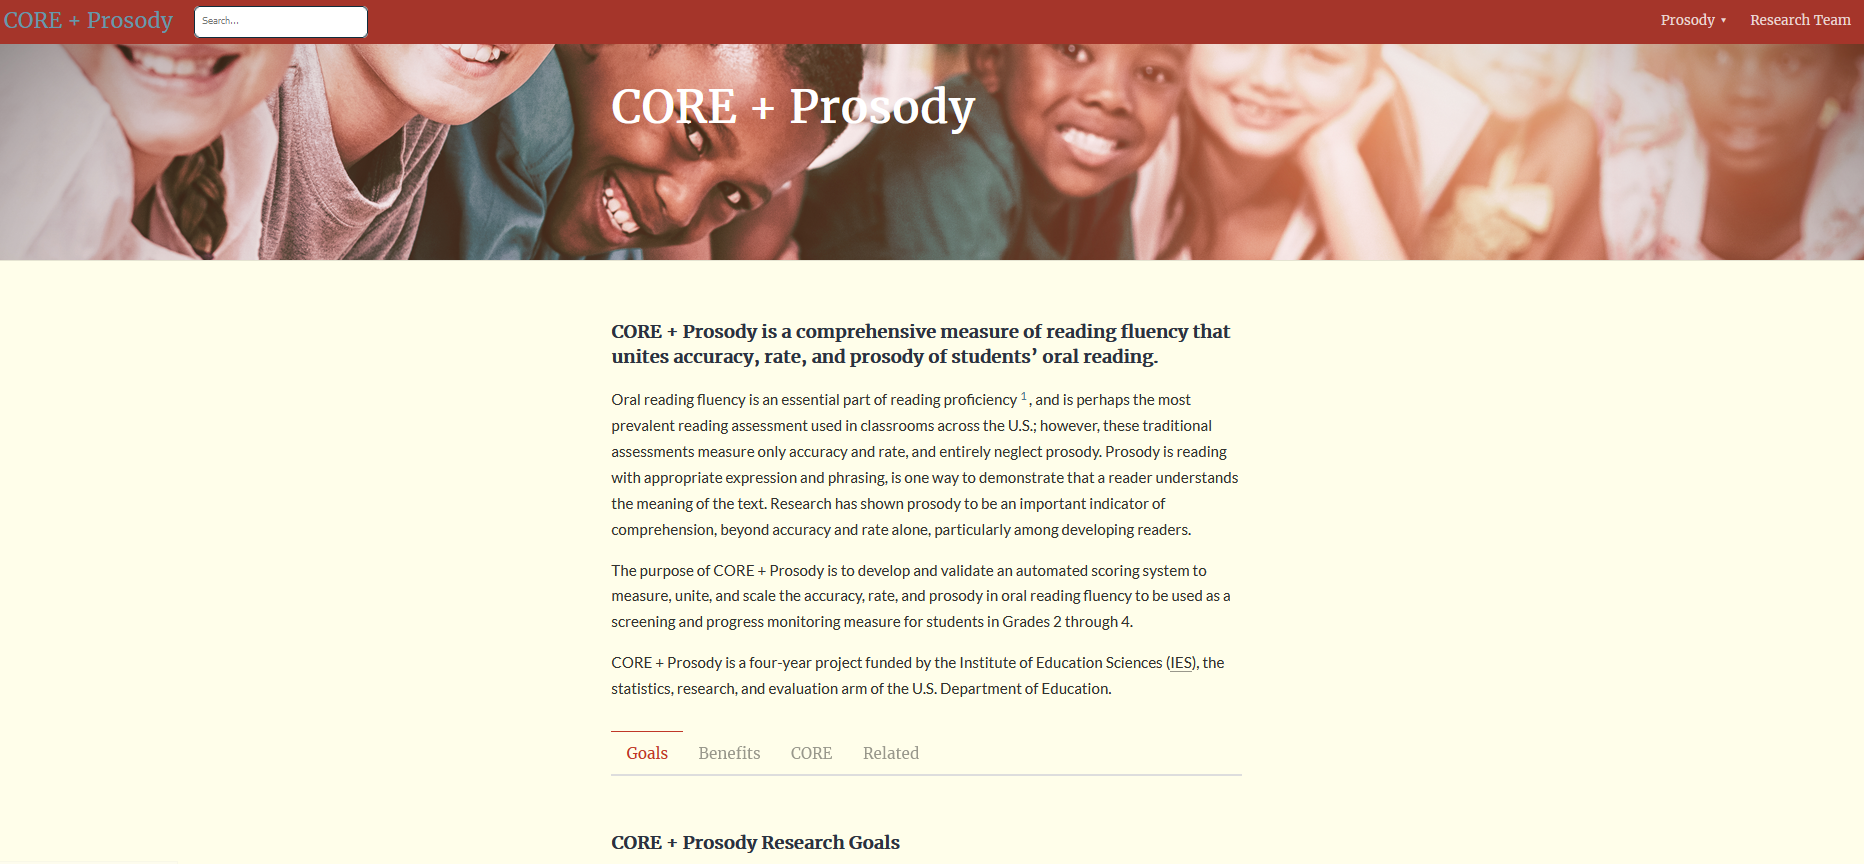 CORE + Prosody
Search...
Prosody ▾
Research Team
CORE + Prosody
CORE + Prosody is a comprehensive measure of reading fluency that
unites accuracy, rate, and prosody of students’ oral reading.
Oral reading fluency is an essential part of reading proficiency 1, and is perhaps the most
prevalent reading assessment used in classrooms across the U.S.; however, these traditional
assessments measure only accuracy and rate, and entirely neglect prosody. Prosody is reading
with appropriate expression and phrasing, is one way to demonstrate that a reader understands
the meaning of the text. Research has shown prosody to be an important indicator of
comprehension, beyond accuracy and rate alone, particularly among developing readers.
The purpose of CORE + Prosody is to develop and validate an automated scoring system to
measure, unite, and scale the accuracy, rate, and prosody in oral reading fluency to be used as a
screening and progress monitoring measure for students in Grades 2 through 4.
CORE + Prosody is a four-year project funded by the Institute of Education Sciences (IES), the
statistics, research, and evaluation arm of the U.S. Department of Education.
Goals
Benefits
CORE
Related
CORE + Prosody Research Goals